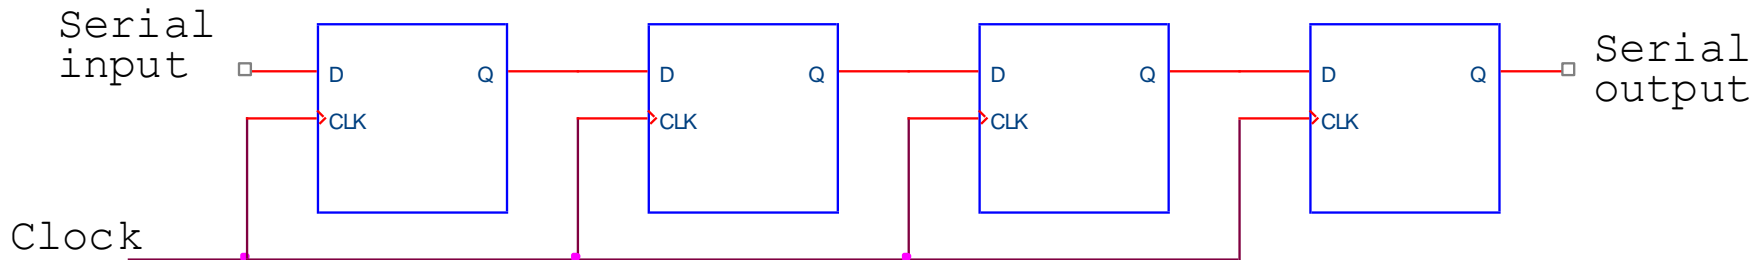 Serial
input
D Q D Q D Q D Q
Serial
output
CLK CLK CLK CLK
Clock